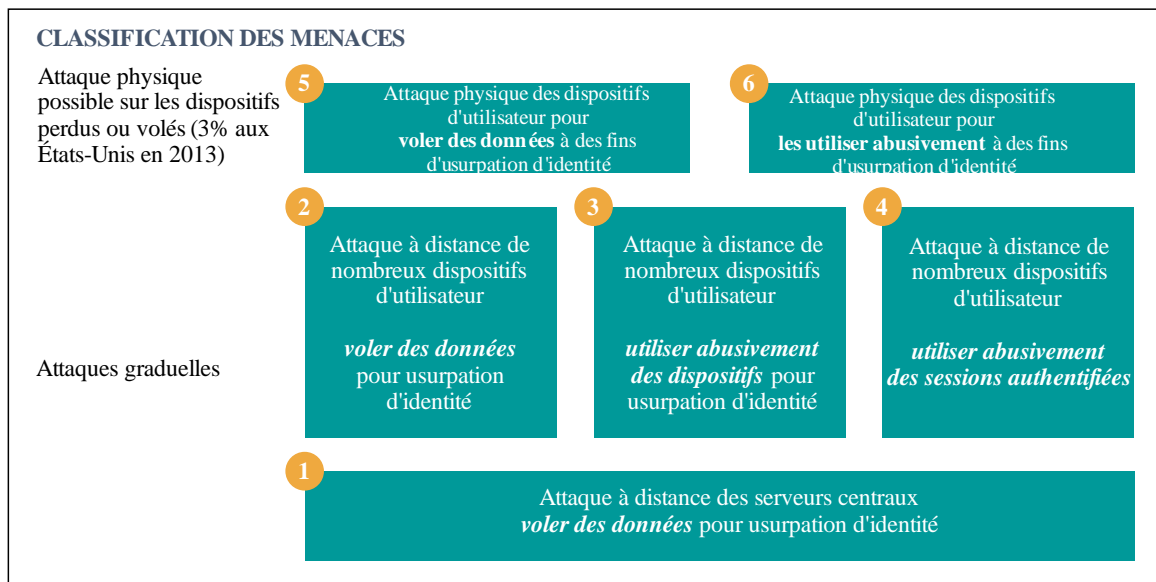 CLASSIFICATION DES MENACES
Attaque physique
possible sur les dispositifs
perdus ou volés (3% aux
États-Unis en 2013)
5
Attaque physique des dispositifs
d'utilisateur pour
voler des données à des fins
d'usurpation d'identité
6
Attaque physique des dispositifs
d'utilisateur pour
les utiliser abusivement à des fins
d'usurpation d'identité
Attaques graduelles
2
Attaque à distance de
nombreux dispositifs
d'utilisateur
voler des données
pour usurpation
d'identité
3
Attaque à distance de
nombreux dispositifs
d'utilisateur
utiliser abusivement
des dispositifs pour
usurpation d'identité
4
Attaque à distance de
nombreux dispositifs
d'utilisateur
utiliser abusivement
des sessions authentifiées
1
Attaque à distance des serveurs centraux
voler des données pour usurpation d'identité